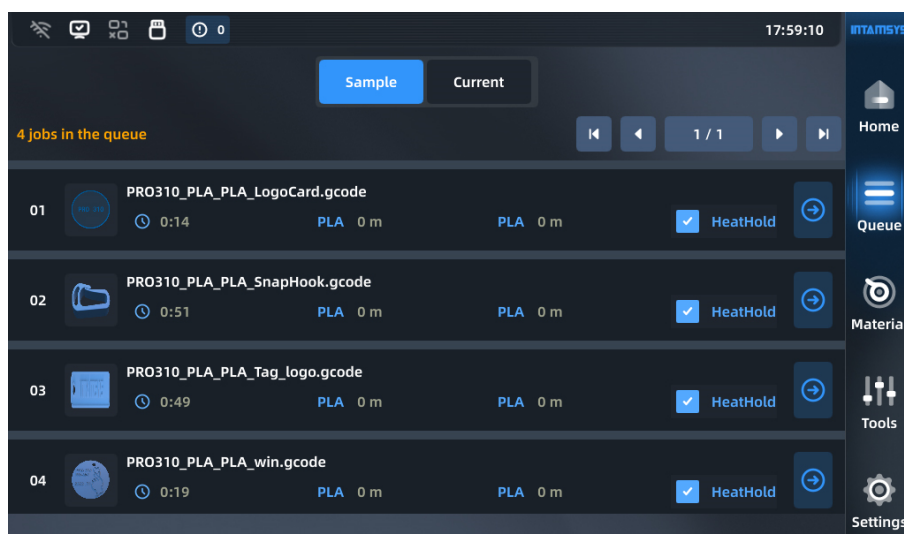 0
17:59:10
INTAMSYS
Sample
Current
4 jobs in the queue
1 / 1
Home
01
PRO310_PLA_PLA_LogoCard.gcode
0:14
PLA 0 m
PLA 0 m
HeatHold
Queue
02
PRO310_PLA_PLA_SnapHook.gcode
0:51
PLA 0 m
PLA 0 m
HeatHold
Materia
03
PRO310_PLA_PLA_Tag_logo.gcode
0:49
PLA 0 m
PLA 0 m
HeatHold
Tools
04
PRO310_PLA_PLA_win.gcode
0:19
PLA 0 m
PLA 0 m
HeatHold
Settings